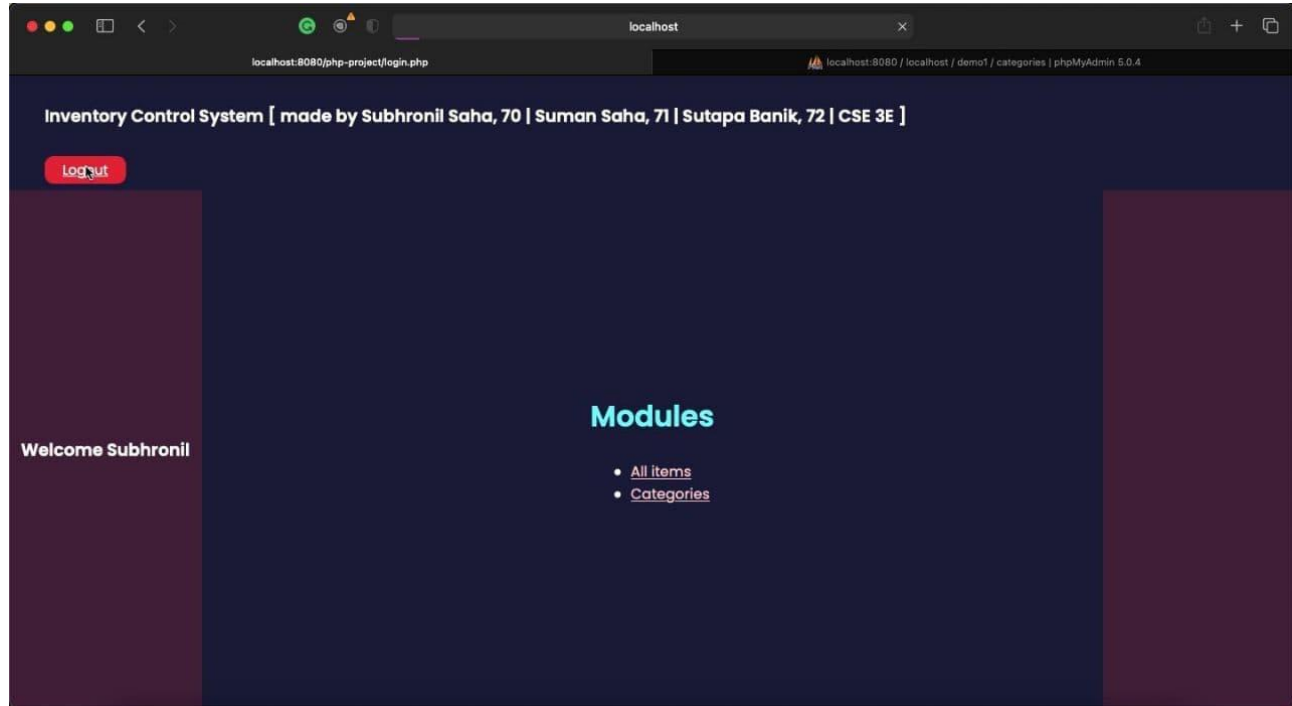 localhost
localhost:8080/php-project/login.php
localhost:8080 / localhost / demo1 / categories | phpMyAdmin 5.0.4
Inventory Control System [ made by Subhronil Saha, 70 | Suman Saha, 71 | Sutapa Banik, 72 | CSE 3E ]
Logout
Modules
Welcome Subhronil
All items
Categories